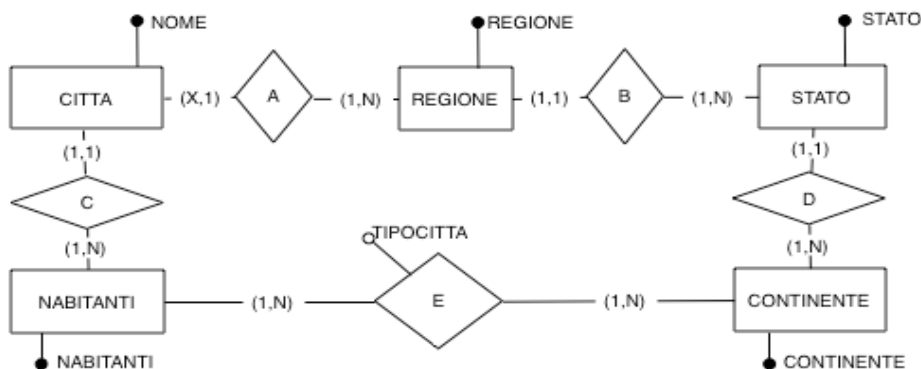 NOME
REGIONE
STATO
CITTA
(X,1)
A
(1,N)
REGIONE
(1,1)
B
(1,N)
STATO
(1,1)
(1,1)
C
D
(1,N)
TIPOCITTA
(1,N)
NABITANTI
(1,N)
E
(1,N)
CONTINENTE
NABITANTI
CONTINENTE